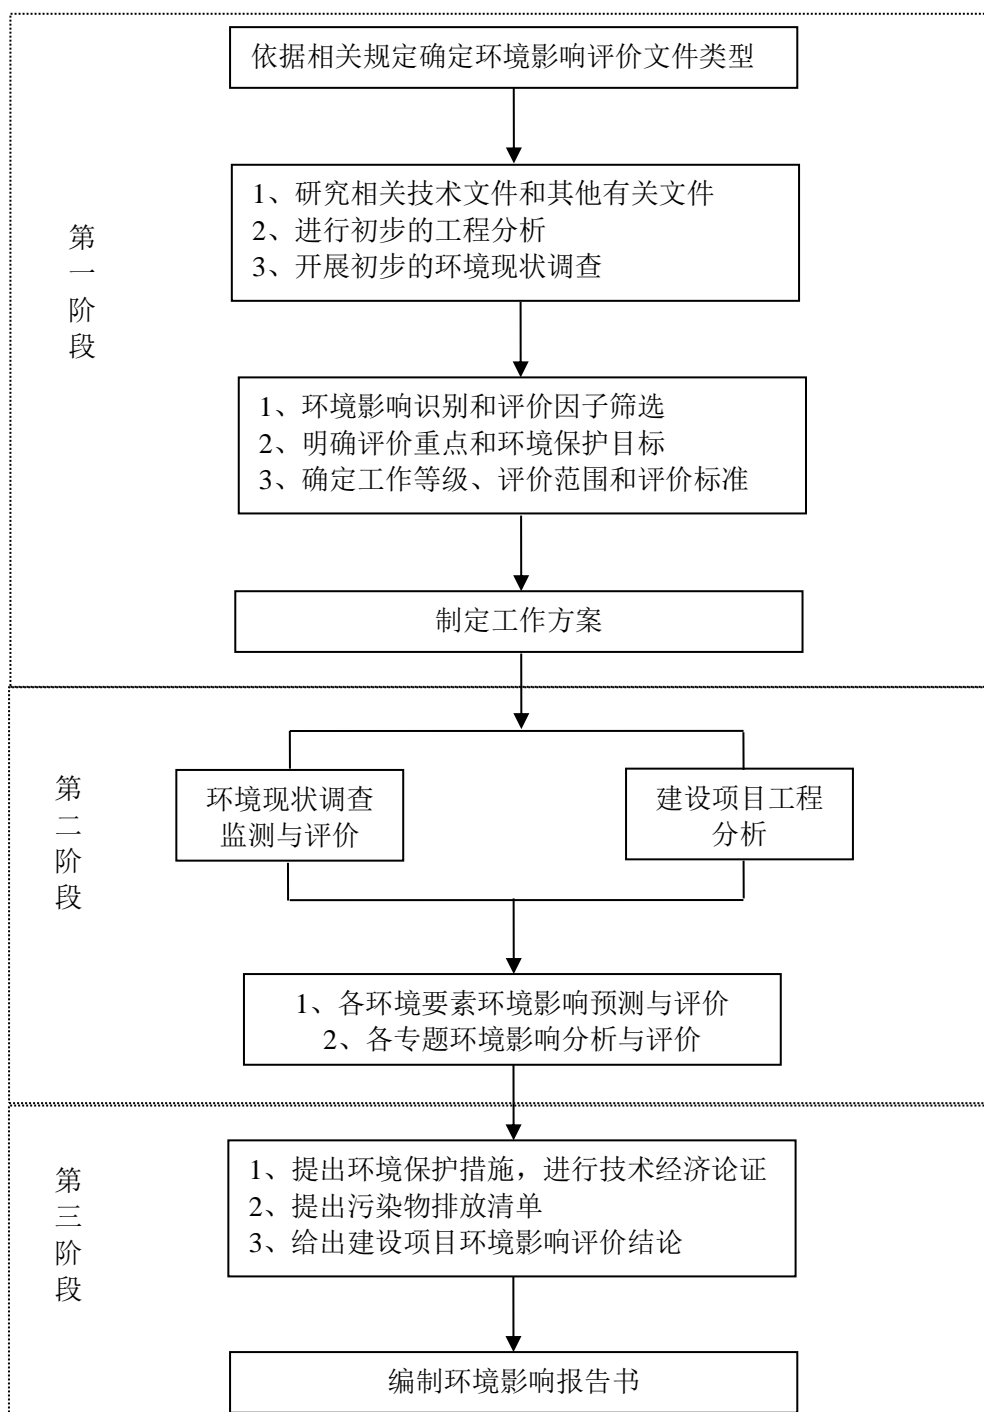 依据相关规定确定环境影响评价文件类型
第一阶段
1、研究相关技术文件和其他有关文件
2、进行初步的工程分析
3、开展初步的环境现状调查
1、环境影响识别和评价因子筛选
2、明确评价重点和环境保护目标
3、确定工作等级、评价范围和评价标准
制定工作方案
第二阶段
环境现状调查
监测与评价
建设项目工程
分析
1、各环境要素环境影响预测与评价
2、各专题环境影响分析与评价
第三阶段
1、提出环境保护措施，进行技术经济论证
2、提出污染物排放清单
3、给出建设项目环境影响评价结论
编制环境影响报告书